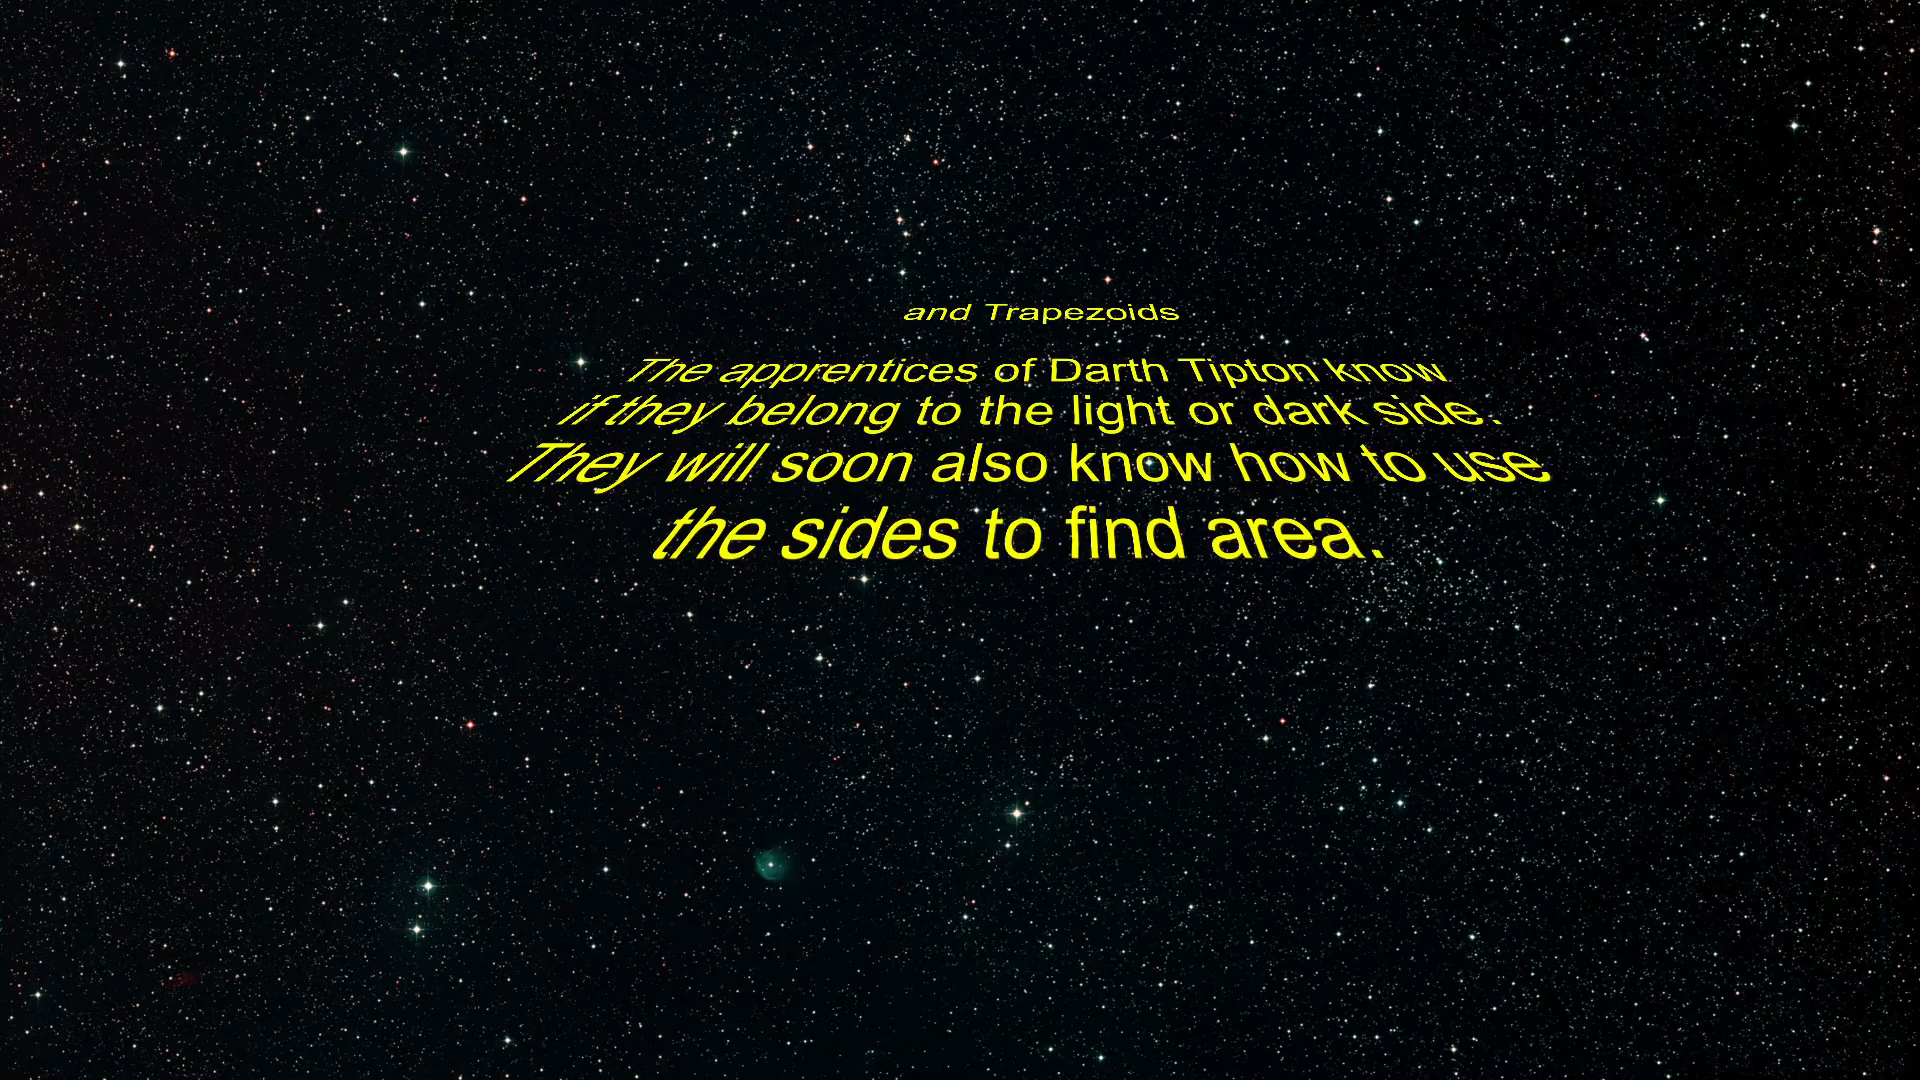 and Trapezoids
The apprentices of Darth Tipton know
if they belong to the light or dark side.
They will soon also know how to use
the sides to find area.